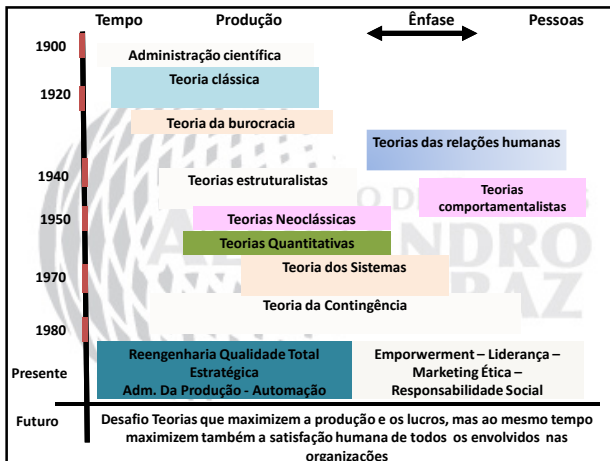 Tempo Produção Ênfase Pessoas
1900
Administração científica
Teoria clássica
1920
Teoria da burocracia
Teorias das relações humanas
1940
Teorias estruturalistas
Teorias
comportamentalistas
1950
Teorias Neoclássicas
Teorias Quantitativas
1970
Teoria dos Sistemas
Teoria da Contingência
1980
Presente
Reengenharia Qualidade Total
Estratégica
Adm. Da Produção - Automação
Emporwerment – Liderança –
Marketing Ética –
Responsabilidade Social
Futuro
Desafio Teorias que maximizem a produção e os lucros, mas ao mesmo tempo
maximizem também a satisfação humana de todos os envolvidos nas
organizações